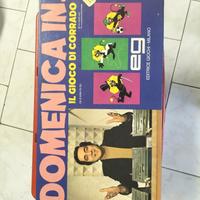 DOMENICA IN...
IL GIOCO DI CORRADO
eg
EDITRICE GIOCHI - MILANO